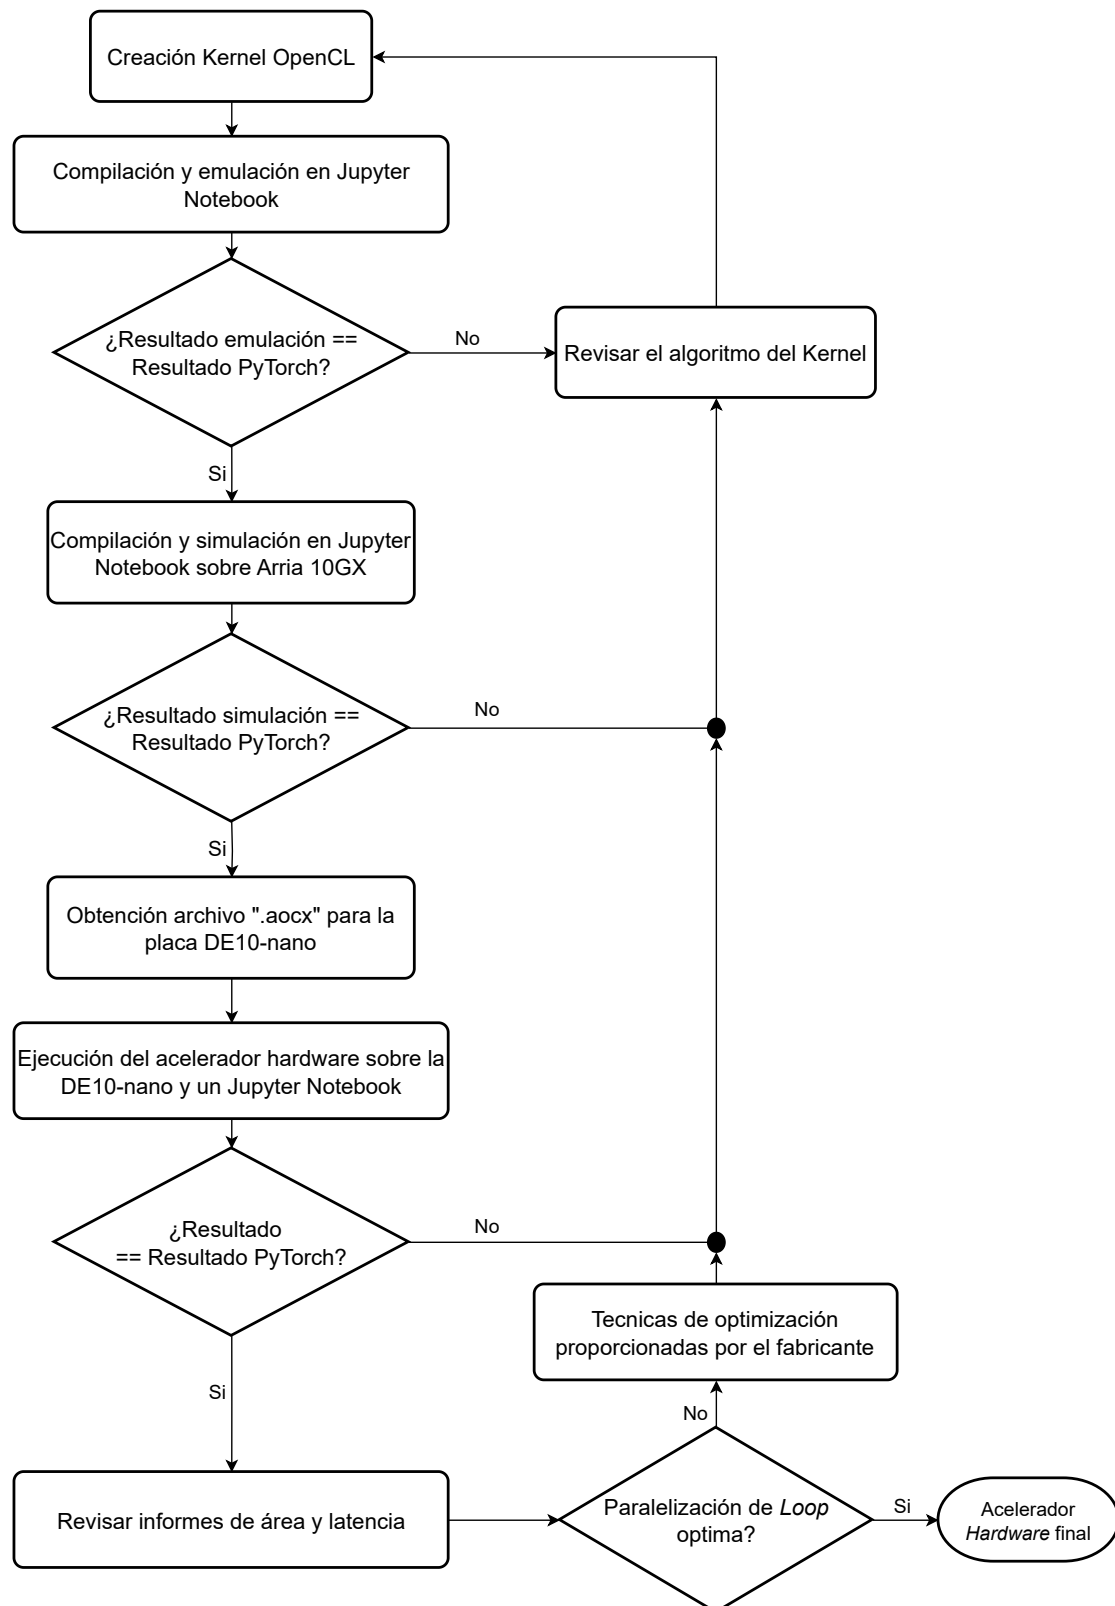 Creación Kernel OpenCL
Compilación y emulación en Jupyter
Notebook
¿Resultado emulación ==
Resultado PyTorch?
No
Revisar el algoritmo del Kernel
Si
Compilación y simulación en Jupyter
Notebook sobre Arria 10GX
¿Resultado simulación ==
Resultado PyTorch?
No
Si
Obtención archivo ".aocx" para la
placa DE10-nano
Ejecución del acelerador hardware sobre la
DE10-nano y un Jupyter Notebook
¿Resultado
== Resultado PyTorch?
No
Tecnicas de optimización
proporcionadas por el fabricante
Si
No
Revisar informes de área y latencia
Paralelización de Loop
optima?
Si
Acelerador
Hardware final